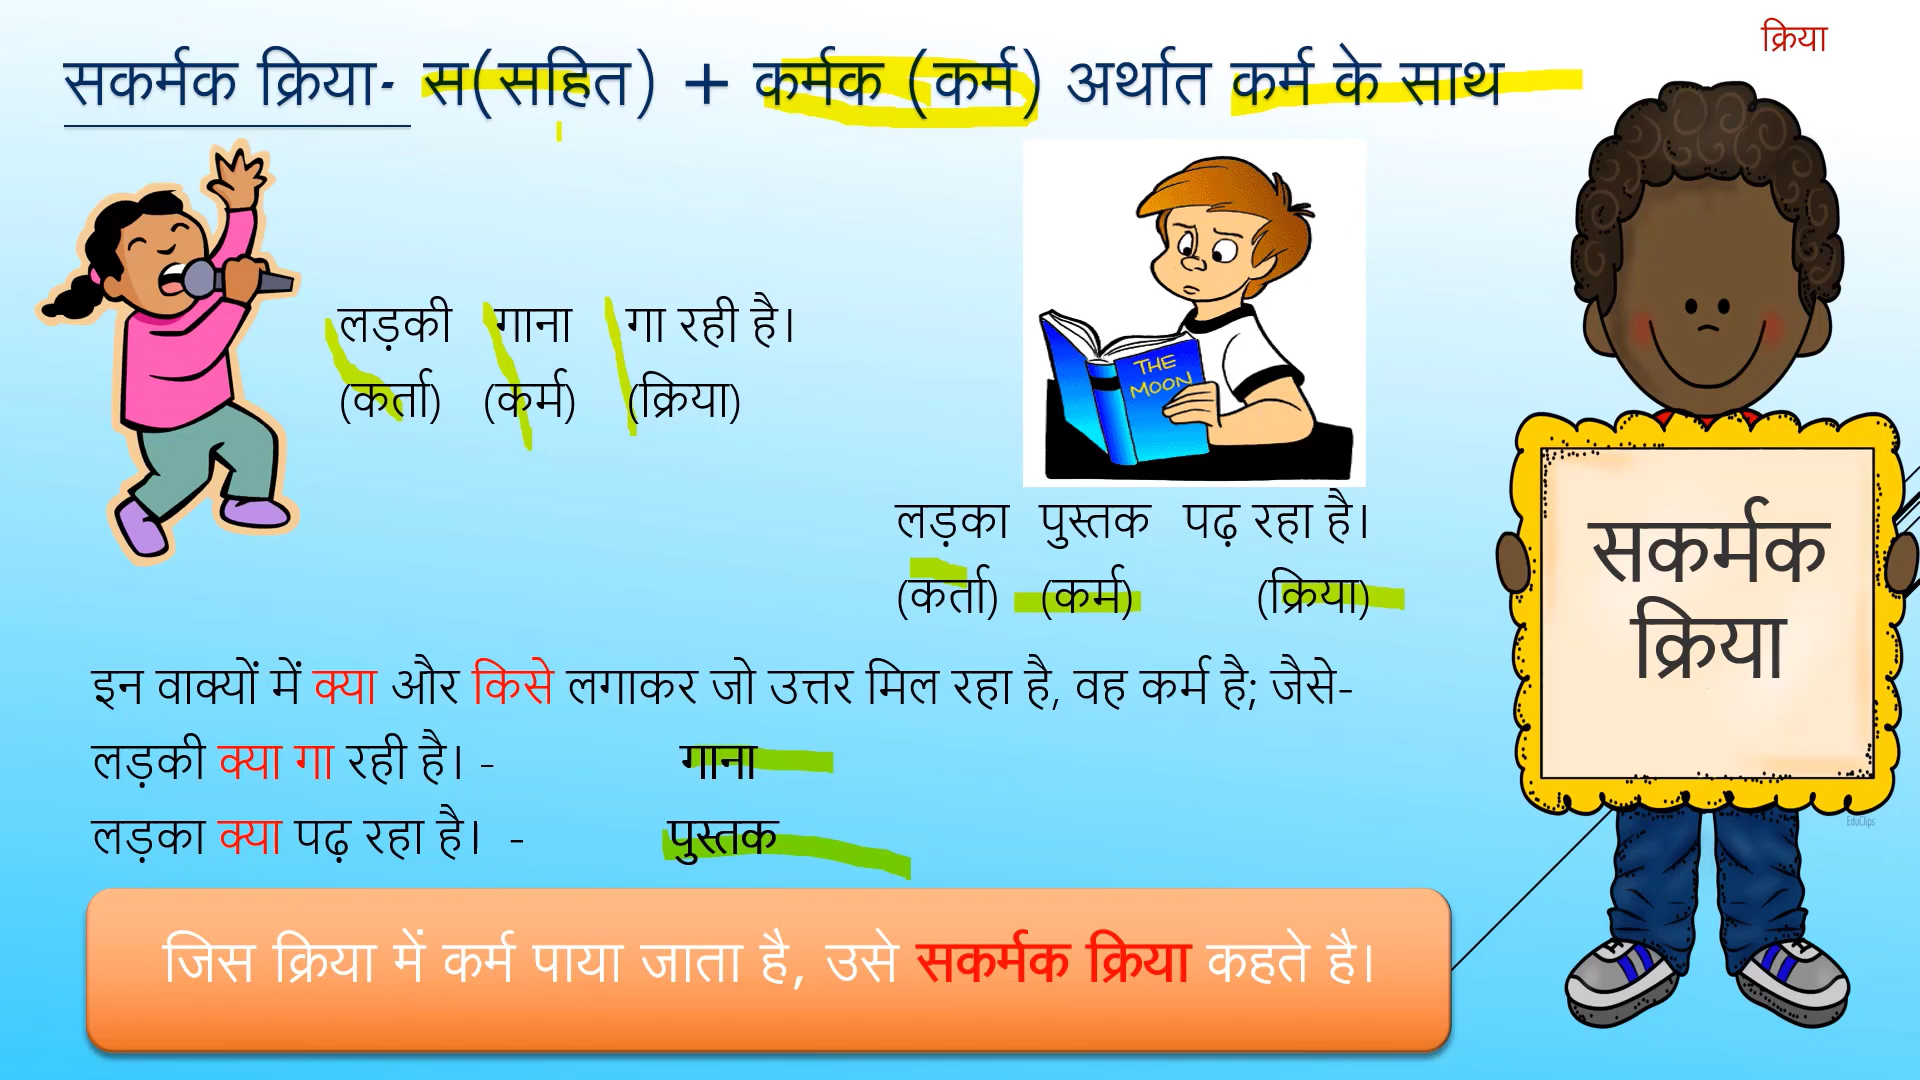 क्रिया
सकर्मक क्रिया- स(सहित) + कर्मक (कर्म) अर्थात कर्म के साथ
लड़की गाना गा रही है।
(कर्ता) (कर्म) (क्रिया)
THE
MOON
लड़का पुस्तक पढ़ रहा है।
(कर्ता) (कर्म) (क्रिया)
इन वाक्यों में क्या और किसे लगाकर जो उत्तर मिल रहा है, वह कर्म है; जैसे-
लड़की क्या गा रही है। - गाना
लड़का क्या पढ़ रहा है। - पुस्तक
जिस क्रिया में कर्म पाया जाता है, उसे सकर्मक क्रिया कहते है।
सकर्मक
क्रिया
EduClips